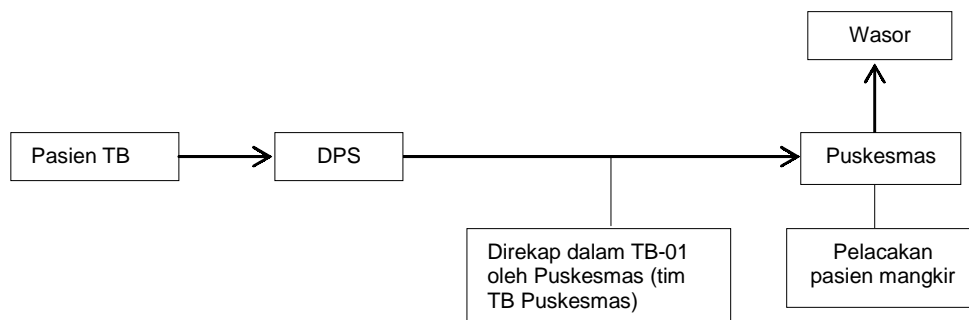 Wasor
Pasien TB
DPS
Puskesmas
Direkap dalam TB-01
oleh Puskesmas (tim
TB Puskesmas)
Pelacakan
pasien mangkir